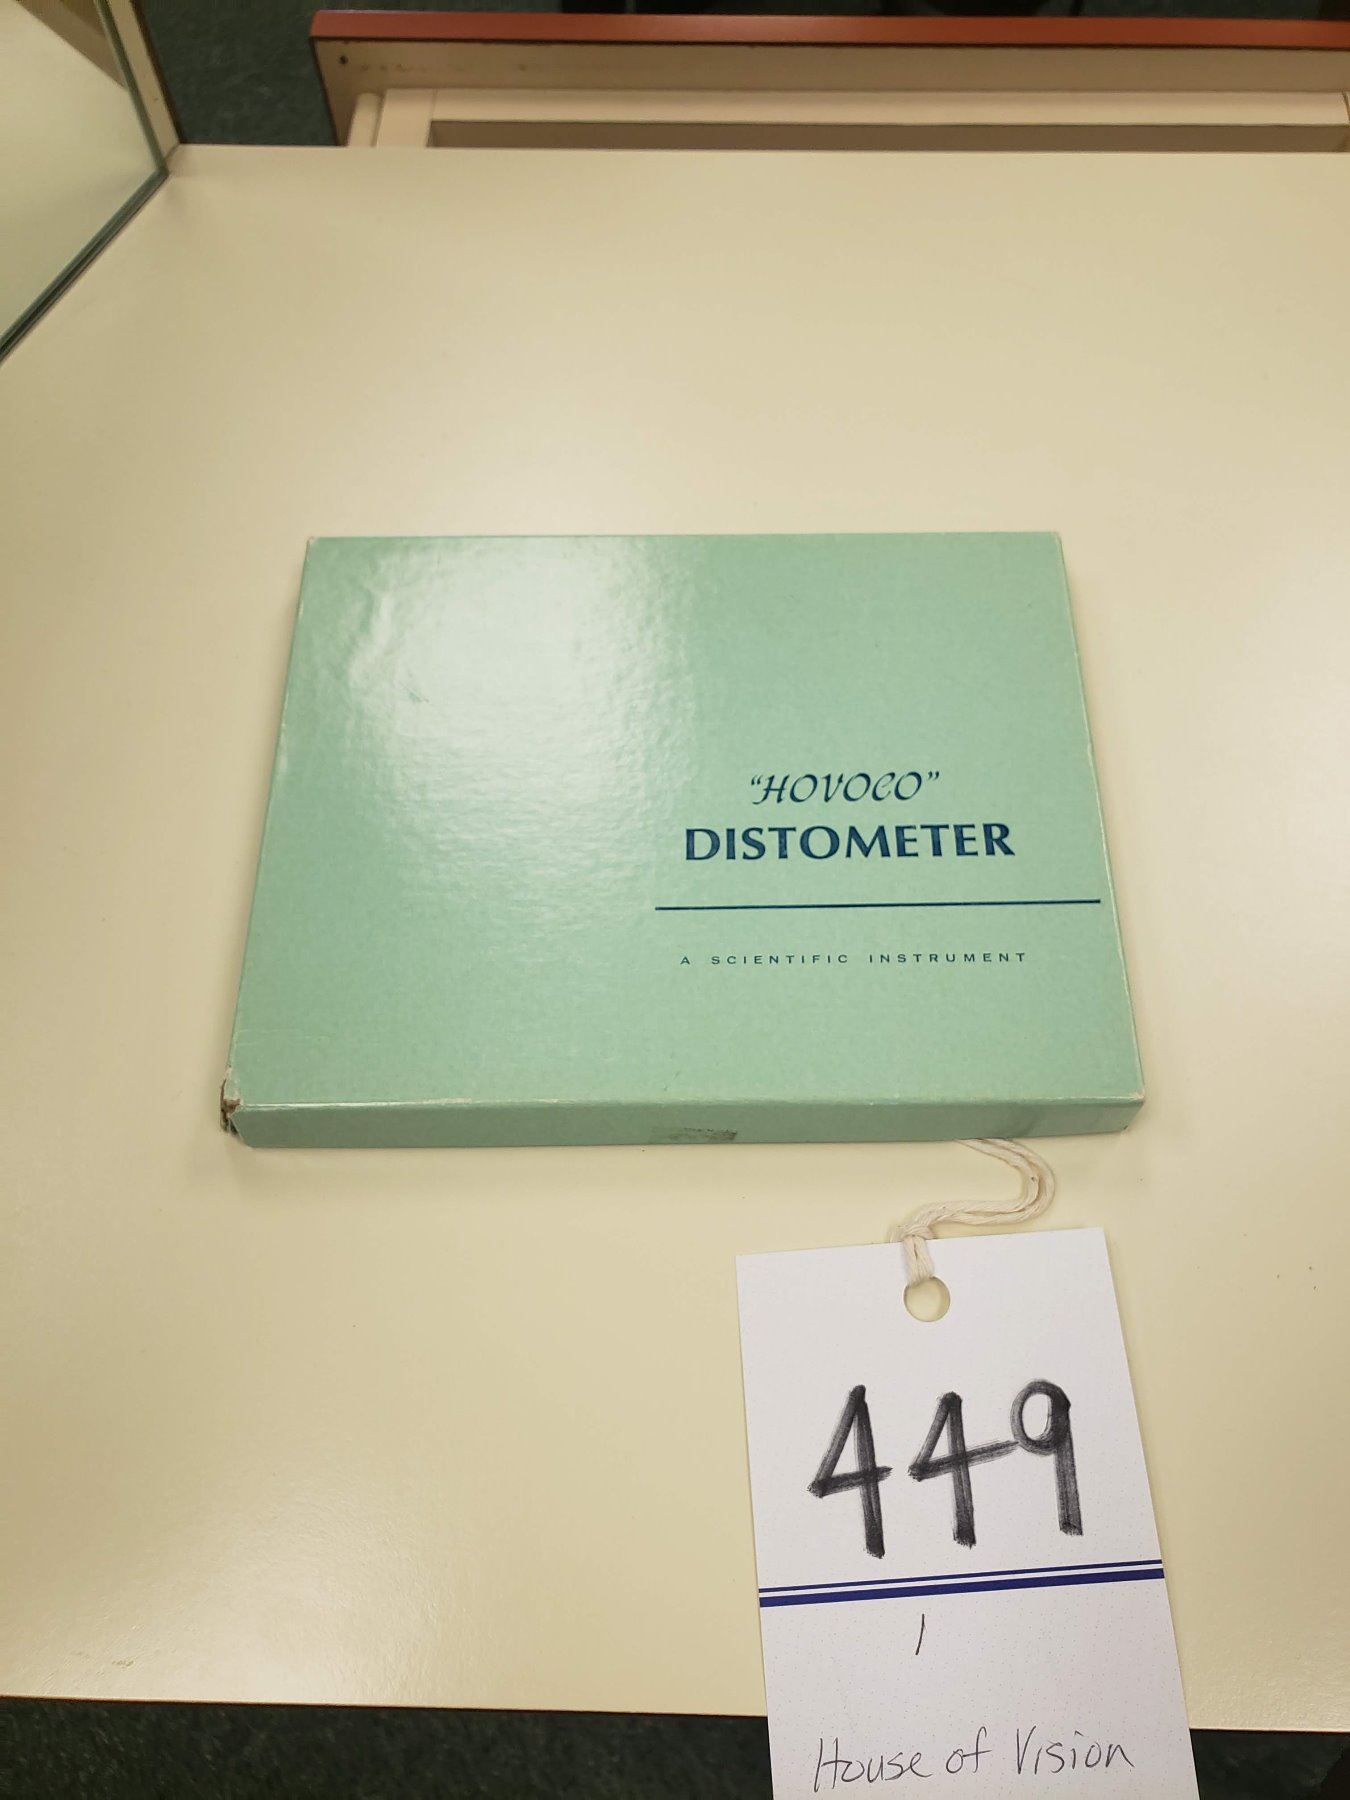 “HOVOCO”
DISTOMETER
A SCIENTIFIC INSTRUMENT
449
1
House of Vision